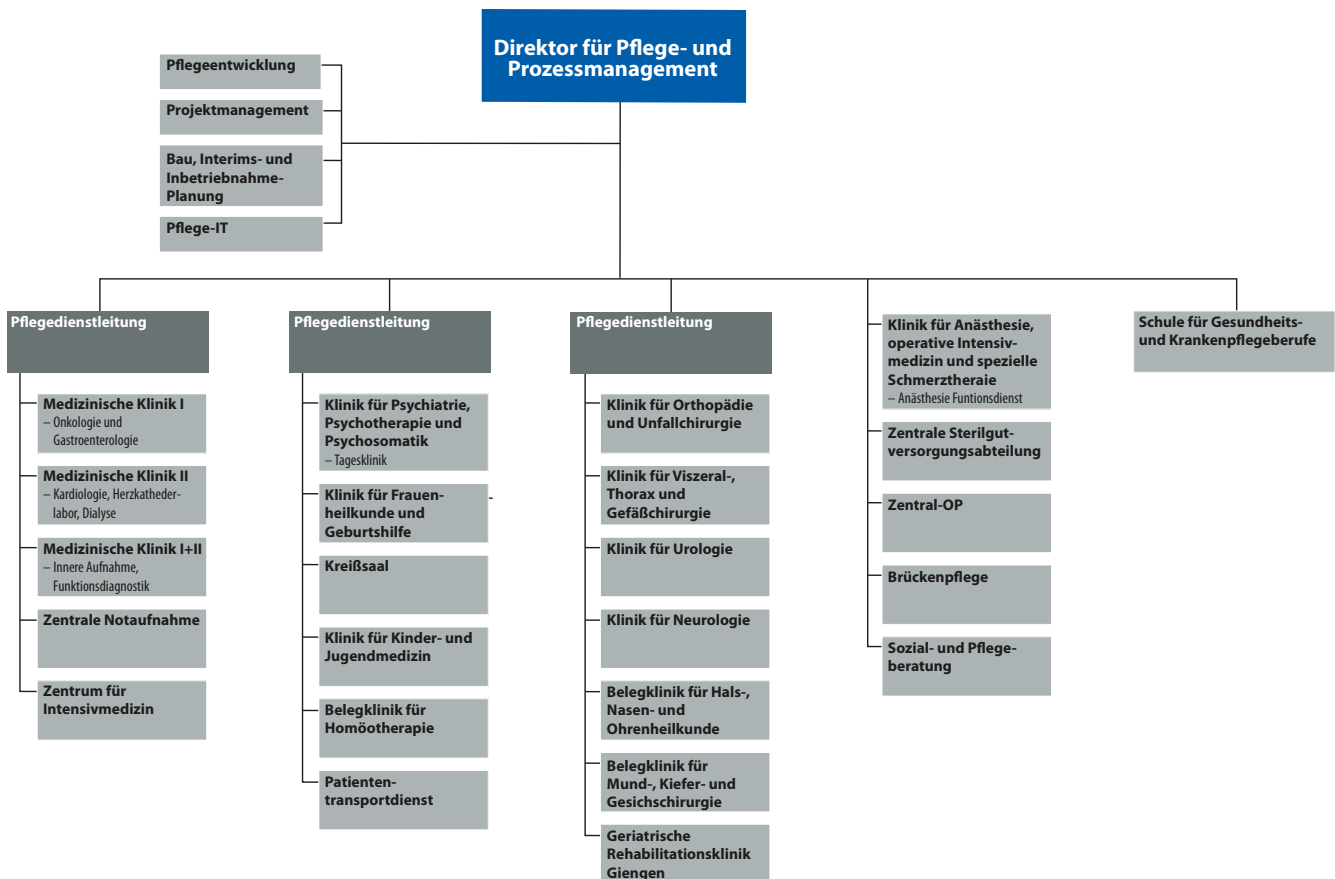 Direktor für Pflege- und
Prozessmanagement
Pflegeentwicklung
Projektmanagement
Bau, Interims- und
Inbetriebnahme-
Planung
Pflege-IT
Pflegedienstleitung
Medizinische Klinik I
– Onkologie und
Gastroenterologie
Medizinische Klinik II
– Kardiologie, Herzkatheder-
labor, Dialyse
Medizinische Klinik I+II
– Innere Aufnahme,
Funktionsdiagnostik
Zentrale Notaufnahme
Zentrum für
Intensivmedizin
Pflegedienstleitung
Klinik für Psychiatrie,
Psychotherapie und
Psychosomatik
– Tagesklinik
Klinik für Frauen-
heilkunde und
Geburtshilfe
Kreißsaal
Klinik für Kinder- und
Jugendmedizin
Belegklinik für
Homöotherapie
Patienten-
transportdienst
Pflegedienstleitung
Klinik für Orthopädie
und Unfallchirurgie
Klinik für Viszeral-,
Thorax und
Gefäßchirurgie
Klinik für Urologie
Klinik für Neurologie
Belegklinik für Hals-,
Nasen- und
Ohrenheilkunde
Belegklinik für
Mund-, Kiefer- und
Gesichschirurgie
Geriatrische
Rehabilitationsklinik
Giengen
Klinik für Anästhesie,
operative Intensiv-
medizin und spezielle
Schmerztheraie
– Anästhesie Funtionsdienst
Zentrale Sterilgut-
versorgungsabteilung
Zentral-OP
Brückenpflege
Sozial- und Pflege-
beratung
Schule für Gesundheits-
und Krankenpflegeberufe